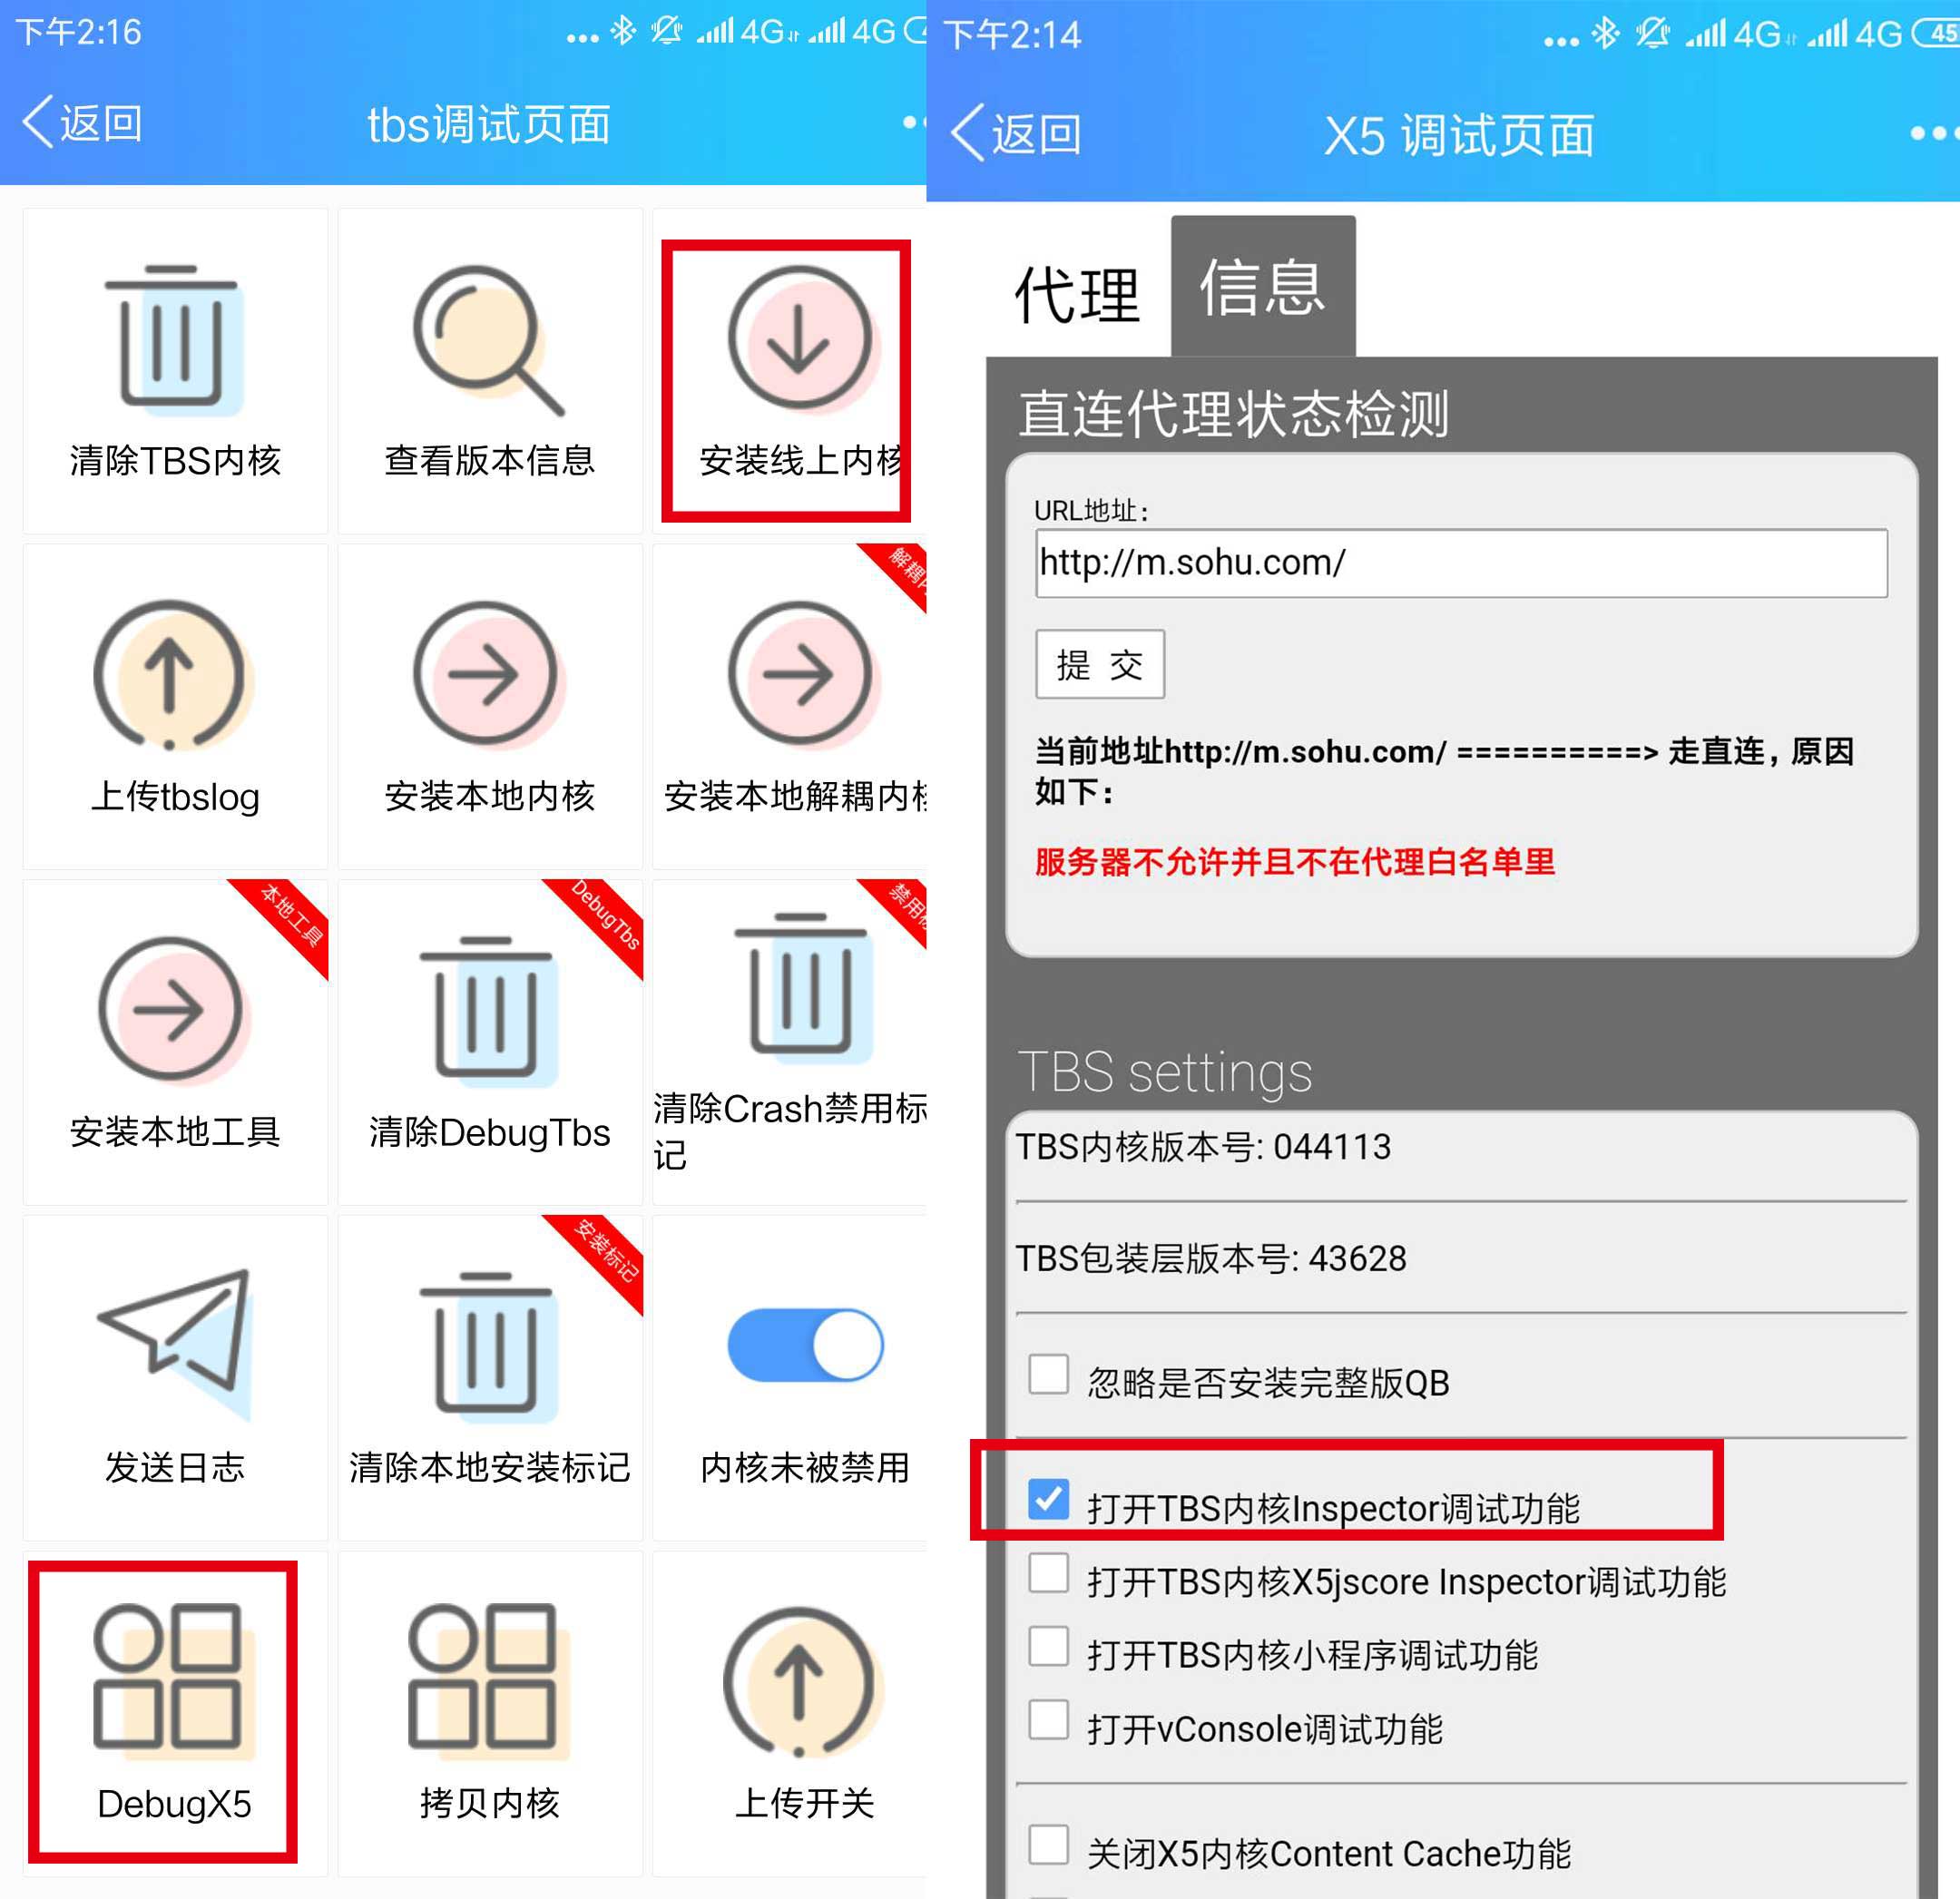 下午2:16
4G
4G
返回
tbs调试页面
清除TBS内核
查看版本信息
安装线上内核
解耦
上传tbslog
安装本地内核
安装本地解耦内核
本地工具
DebugTbs
禁用
安装本地工具
清除DebugTbs
清除Crash禁用标
记
安装标记
发送日志
清除本地安装标记
内核未被禁用
DebugX5
拷贝内核
上传开关
下午2:14
4G
4G
45
返回
X5 调试页面
代理
信息
直连代理状态检测
URL地址：
http://m.sohu.com/
提 交
当前地址http://m.sohu.com/ ==========> 走直连，原因
如下：
服务器不允许并且不在代理白名单里
TBS settings
TBS内核版本号: 044113
TBS包装层版本号: 43628
忽略是否安装完整版QB
打开TBS内核Inspector调试功能
打开TBS内核X5jscore Inspector调试功能
打开TBS内核小程序调试功能
打开vConsole调试功能
关闭X5内核Content Cache功能